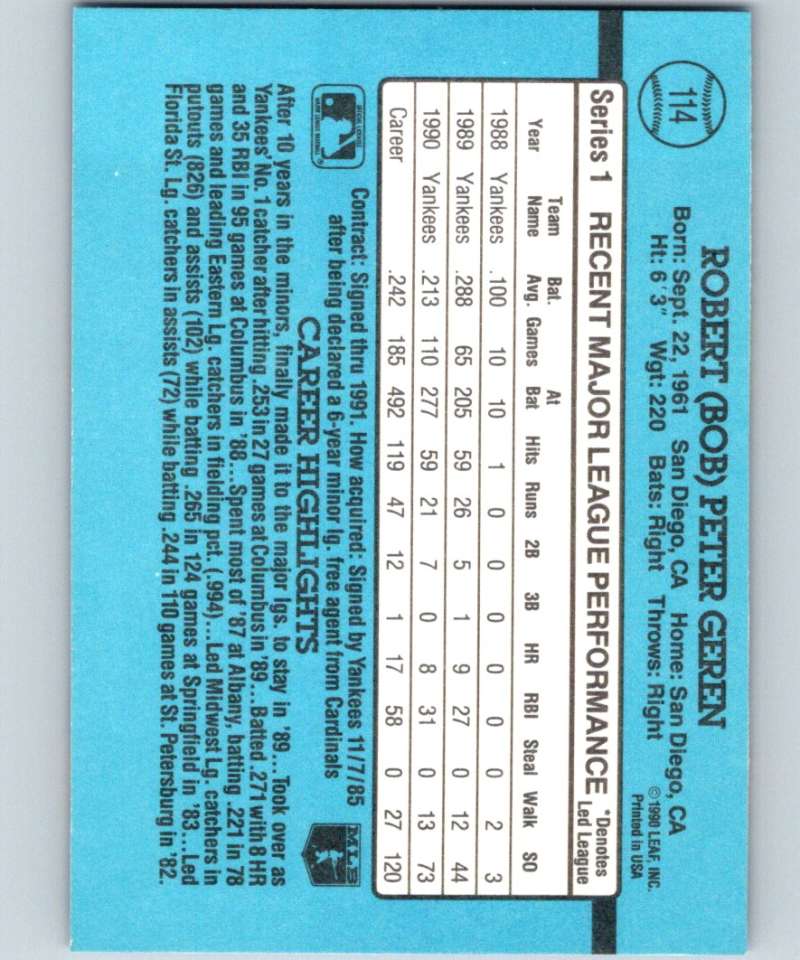 114
ROBERT (BOB) PETER GEREN
Born: Sept. 22, 1961 San Diego, CA Home: San Diego, CA
Ht: 6'3" Wgt: 220 Bats: Right Throws: Right
©1990 LEAF, INC.
Printed in USA
Series 1 RECENT MAJOR LEAGUE PERFORMANCE *Denotes Led League
Year Team Name Bat. Avg. Games At Bat Hits Runs 2B 3B HR RBI Steal Walk SO
1988 Yankees .100 10 10 1 0 0 0 0 0 0 2 3
1989 Yankees .288 65 205 59 26 5 1 9 27 0 12 44
1990 Yankees .213 110 277 59 21 7 0 8 31 0 13 73
Career .242 185 492 119 47 12 1 17 58 0 27 120
OFFICIAL LICENSEE
MAJOR LEAGUE BASEBALL
Contract: Signed thru 1991. How acquired: Signed by Yankees 11/7/85
after being declared a 6-year minor lg. free agent from Cardinals
MLB
CAREER HIGHLIGHTS
After 10 years in the minors, finally made it to the major lgs. to stay in '89...Took over as
Yankees' No. 1 catcher after hitting .253 in 27 games at Columbus in '89...Batted .271 with 8 HR
and 35 RBI in 95 games at Columbus in '88...Spent most of '87 at Albany, batting .221 in 78
games and leading Eastern Lg. catchers in fielding pct. (.994)...Led Midwest Lg. catchers in
putouts (826) and assists (102) while batting .265 in 124 games at Springfield in '83...Led
Florida St. Lg. catchers in assists (72) while batting .244 in 110 games at St. Petersburg in '82.